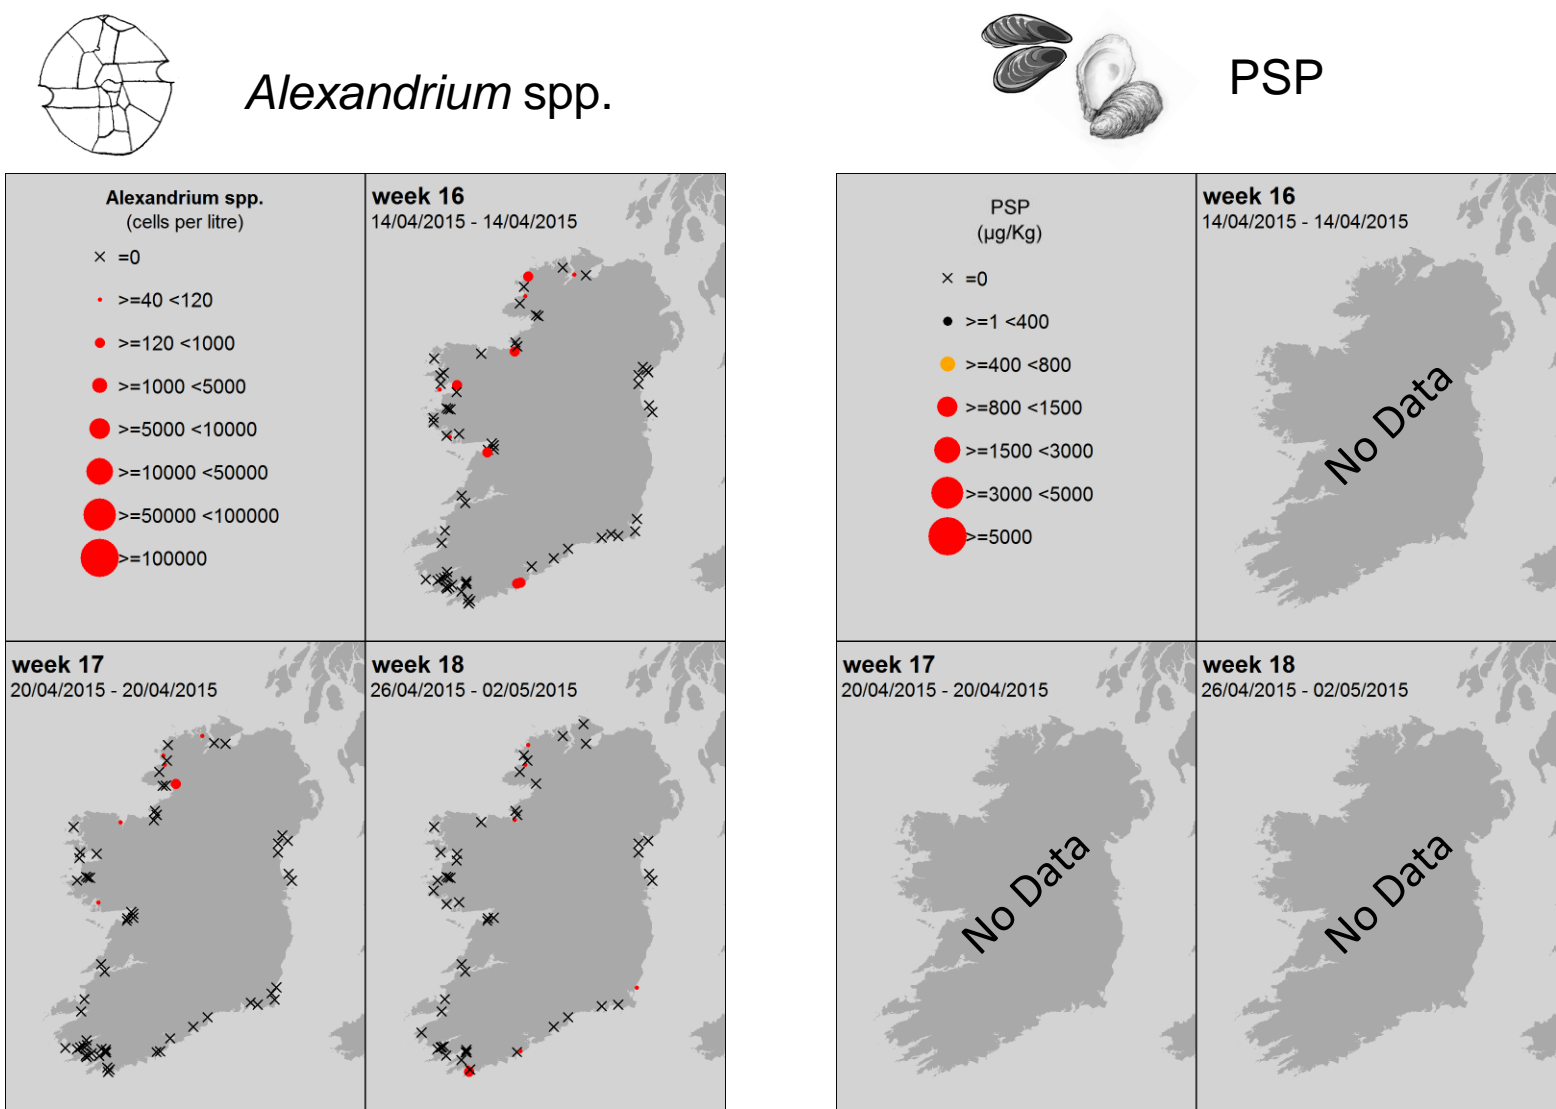 Alexandrium spp.
PSP
Alexandrium spp.
(cells per litre)
=0
>=40 <120
>=120 <1000
>=1000 <5000
>=5000 <10000
>=10000 <50000
>=50000 <100000
>=100000
week 16
14/04/2015 - 14/04/2015
week 17
20/04/2015 - 20/04/2015
week 18
26/04/2015 - 02/05/2015
PSP
(µg/Kg)
=0
>=1 <400
>=400 <800
>=800 <1500
>=1500 <3000
>=3000 <5000
>=5000
week 16
14/04/2015 - 14/04/2015
No Data
week 17
20/04/2015 - 20/04/2015
No Data
week 18
26/04/2015 - 02/05/2015
No Data